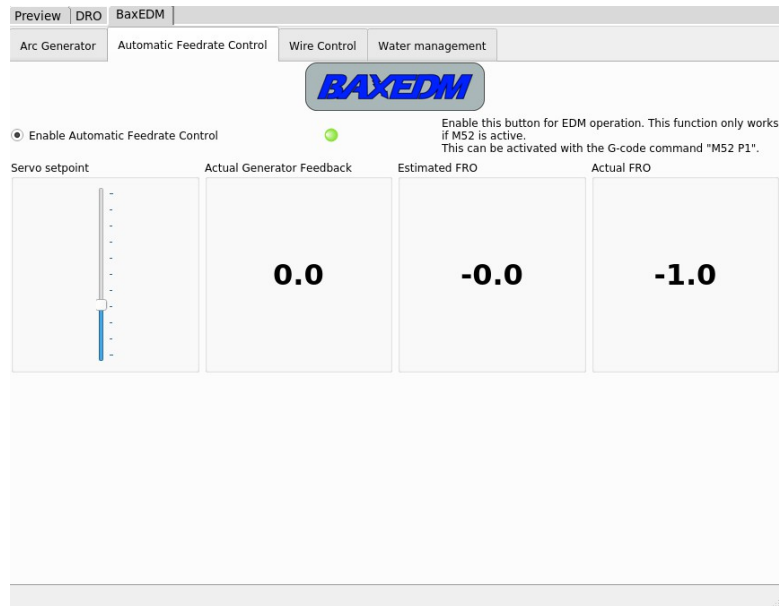 Preview DRO BaxEDM
Arc Generator Automatic Feedrate Control Wire Control Water management
BAXEDM
Enable Automatic Feedrate Control
Enable this button for EDM operation. This function only works
if M52 is active.
This can be activated with the G-code command "M52 P1".
Servo setpoint Actual Generator Feedback Estimated FRO Actual FRO
0.0 -0.0 -1.0